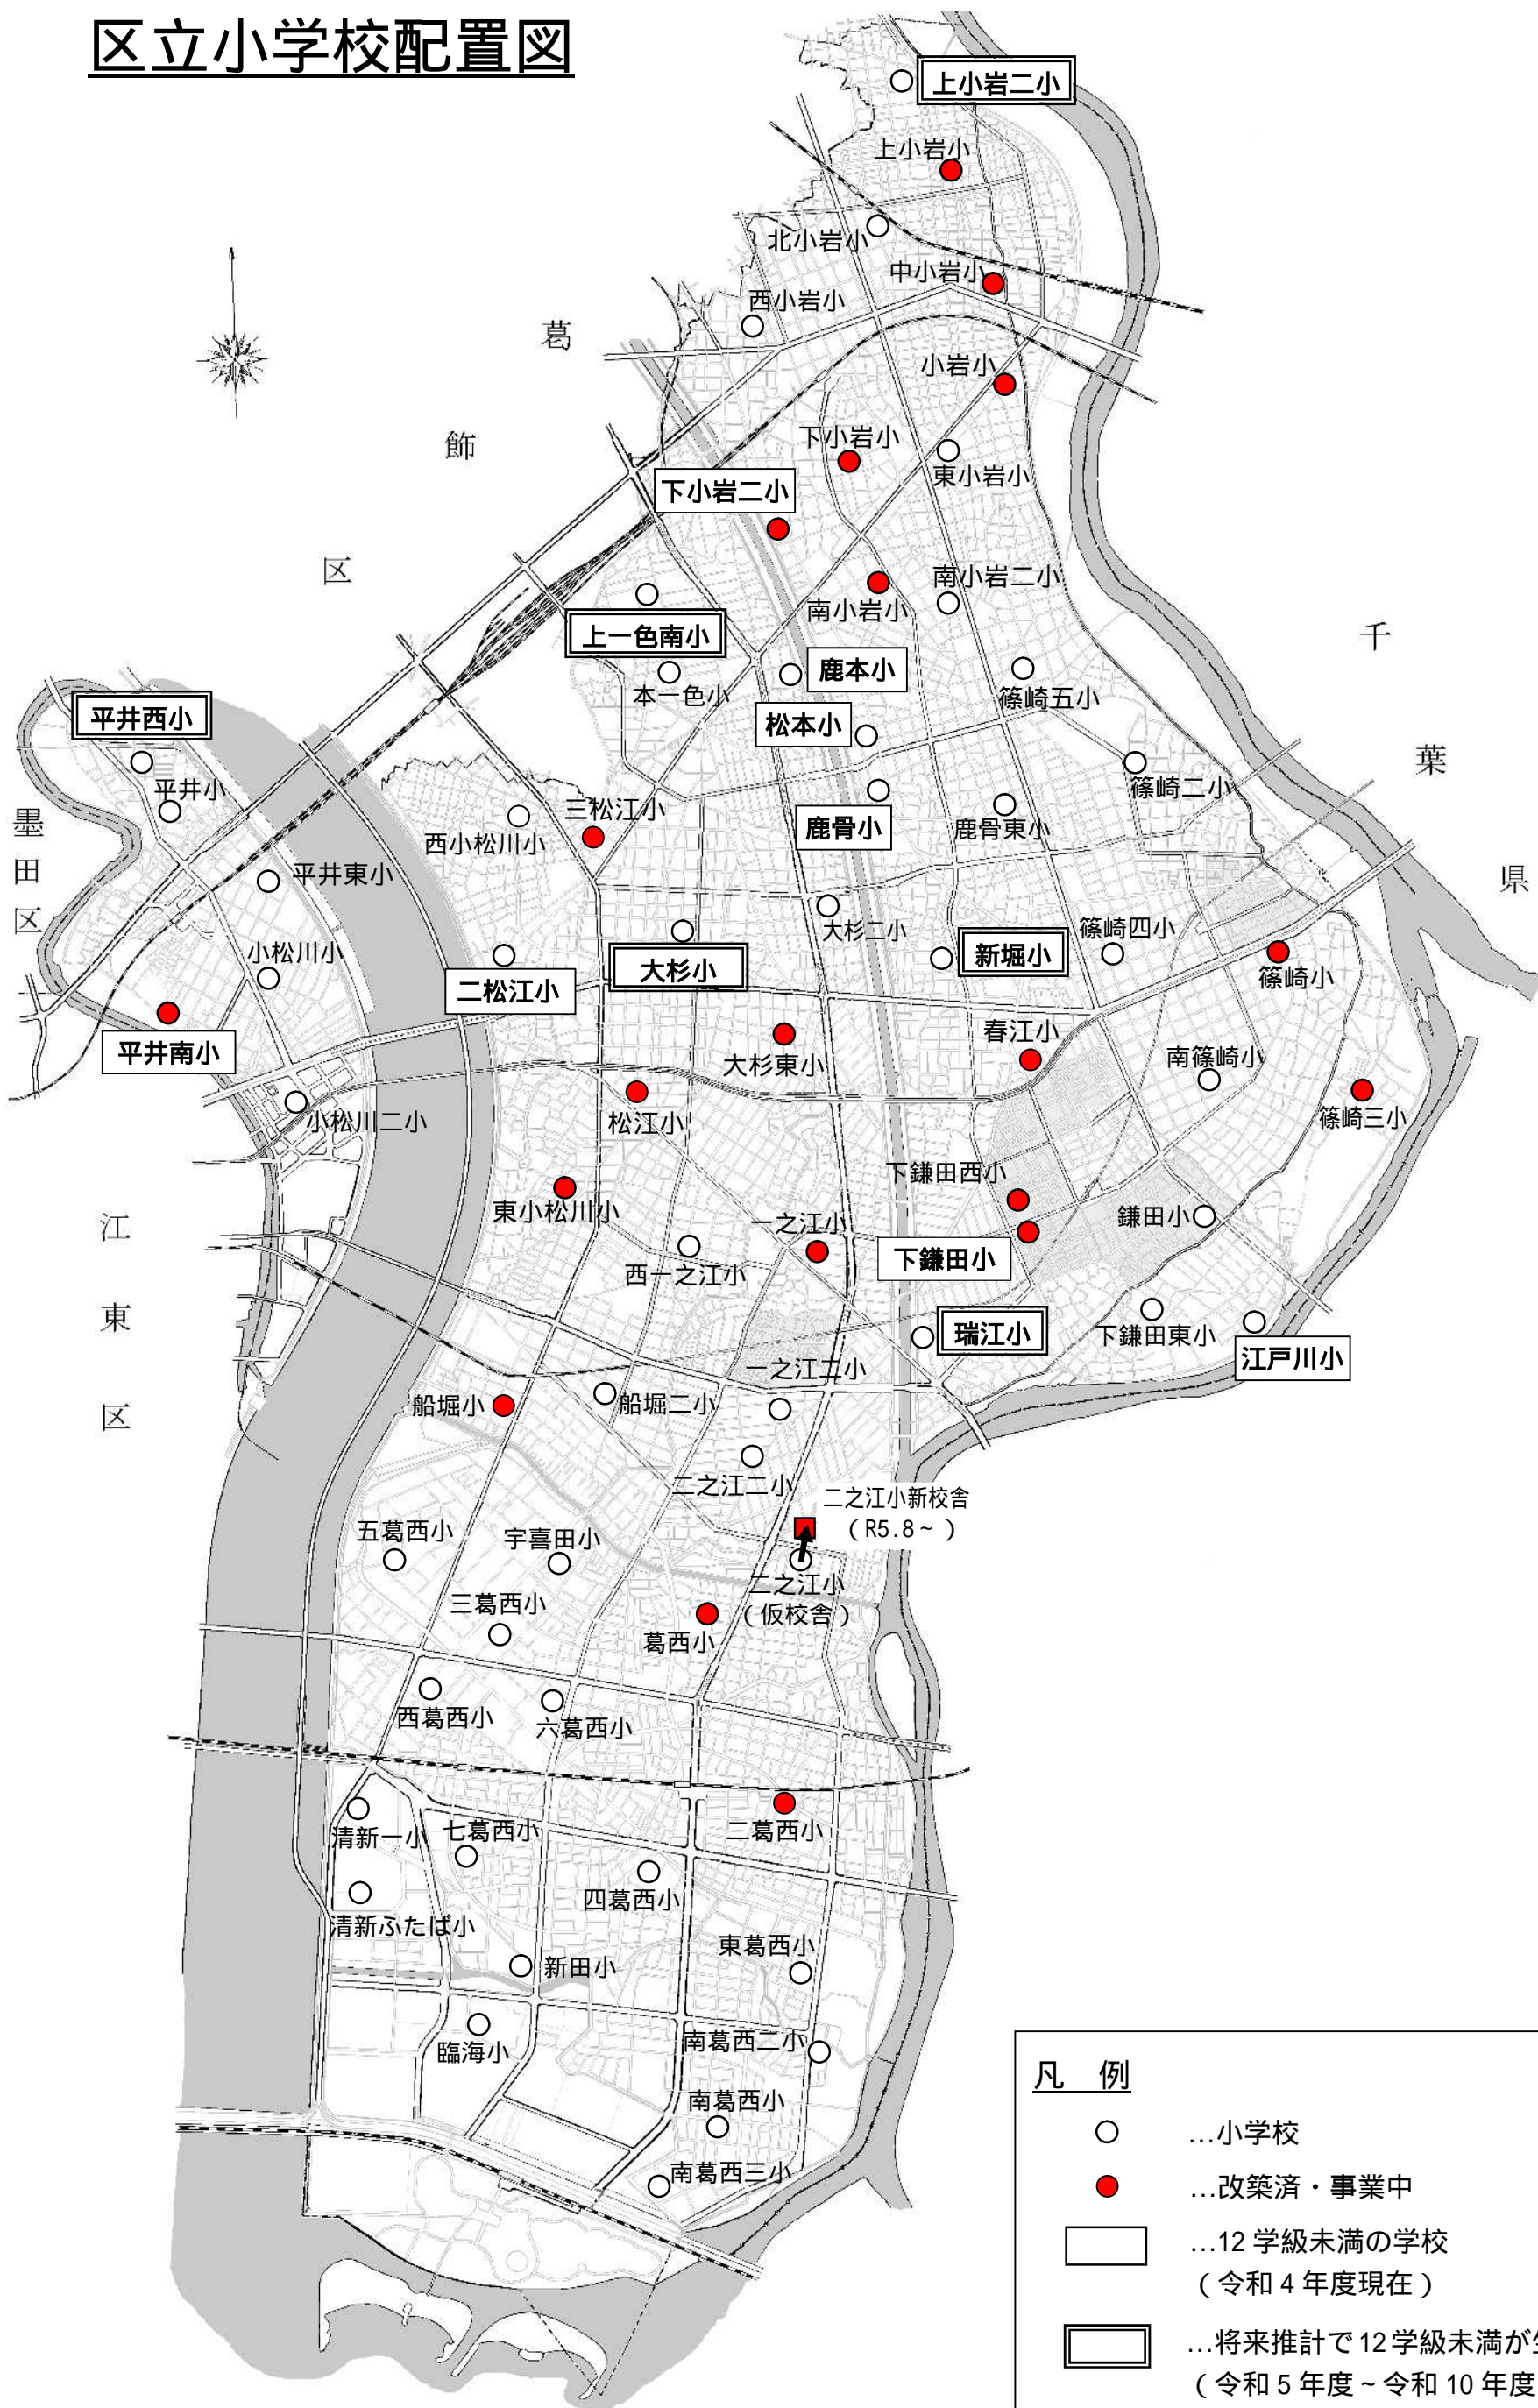 区立小学校配置図
上小岩二小
上小岩小
北小岩小
中小岩小
西小岩小
葛
飾
区
小岩小
下小岩小
東小岩小
下小岩二小
南小岩二小
南小岩小
上一色南小
千
葉
県
鹿本小
本一色小
篠崎五小
平井西小
松本小
篠崎二小
平井小
三松江小
鹿骨小
鹿骨東小
西小松川小
墨
田
区
平井東小
大杉二小
篠崎四小
小松川小
大杉小
新堀小
篠崎小
二松江小
平井南小
大杉東小
春江小
南篠崎小
小松川二小
松江小
篠崎三小
下鎌田西小
東小松川小
一之江小
鎌田小
江
東
区
西一之江小
下鎌田小
瑞江小
下鎌田東小
江戸川小
一之江二小
船堀小
船堀二小
二之江二小
二之江小新校舎
（R5.8～）
五葛西小
宇喜田小
二之江小
（仮校舎）
三葛西小
葛西小
西葛西小
六葛西小
清新一小
七葛西小
二葛西小
四葛西小
清新ふたば小
東葛西小
新田小
臨海小
南葛西二小
南葛西小
南葛西三小
凡 例
…小学校
…改築済・事業中
…12 学級未満の学校
（令和 4 年度現在）
…将来推計で 12 学級未満が
（令和 5 年度～令和 10 年度